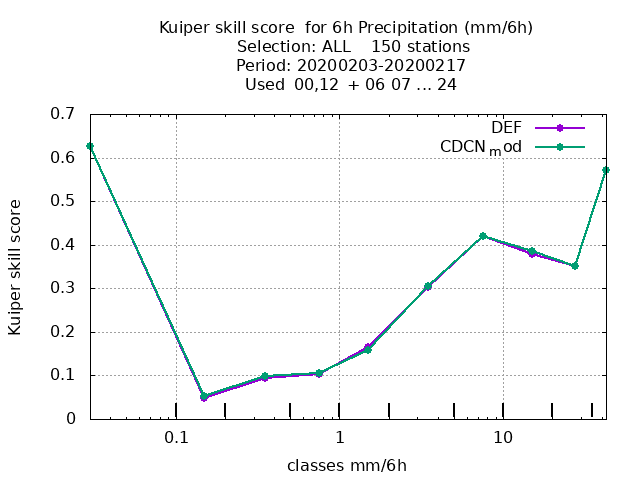 Kuiper skill score  for 6h Precipitation (mm/6h)
Selection: ALL    150 stations
Period: 20200203-20200217
Used  00,12  + 06 07 ... 24
0.7
0.6
0.5
0.4
0.3
0.2
0.1
0
Kuiper skill score
DEF
CDCNmod
0.1
1
10
classes mm/6h